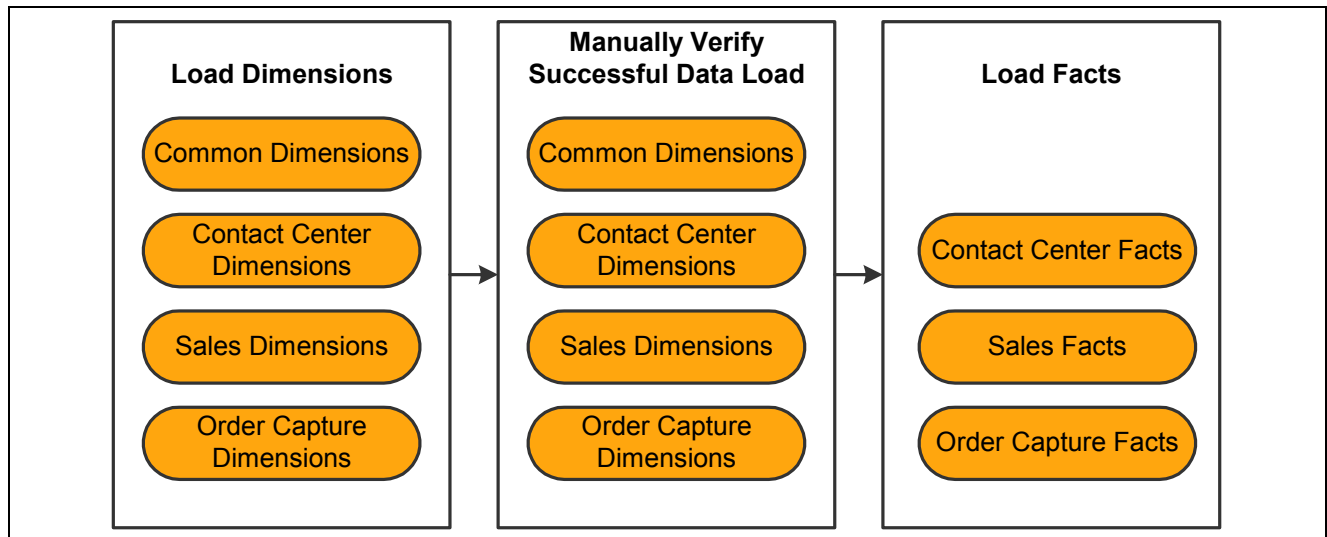 Load Dimensions
Common Dimensions
Contact Center
Dimensions
Sales Dimensions
Order Capture
Dimensions
Manually Verify
Successful Data Load
Common Dimensions
Contact Center
Dimensions
Sales Dimensions
Order Capture
Dimensions
Load Facts
Contact Center Facts
Sales Facts
Order Capture Facts